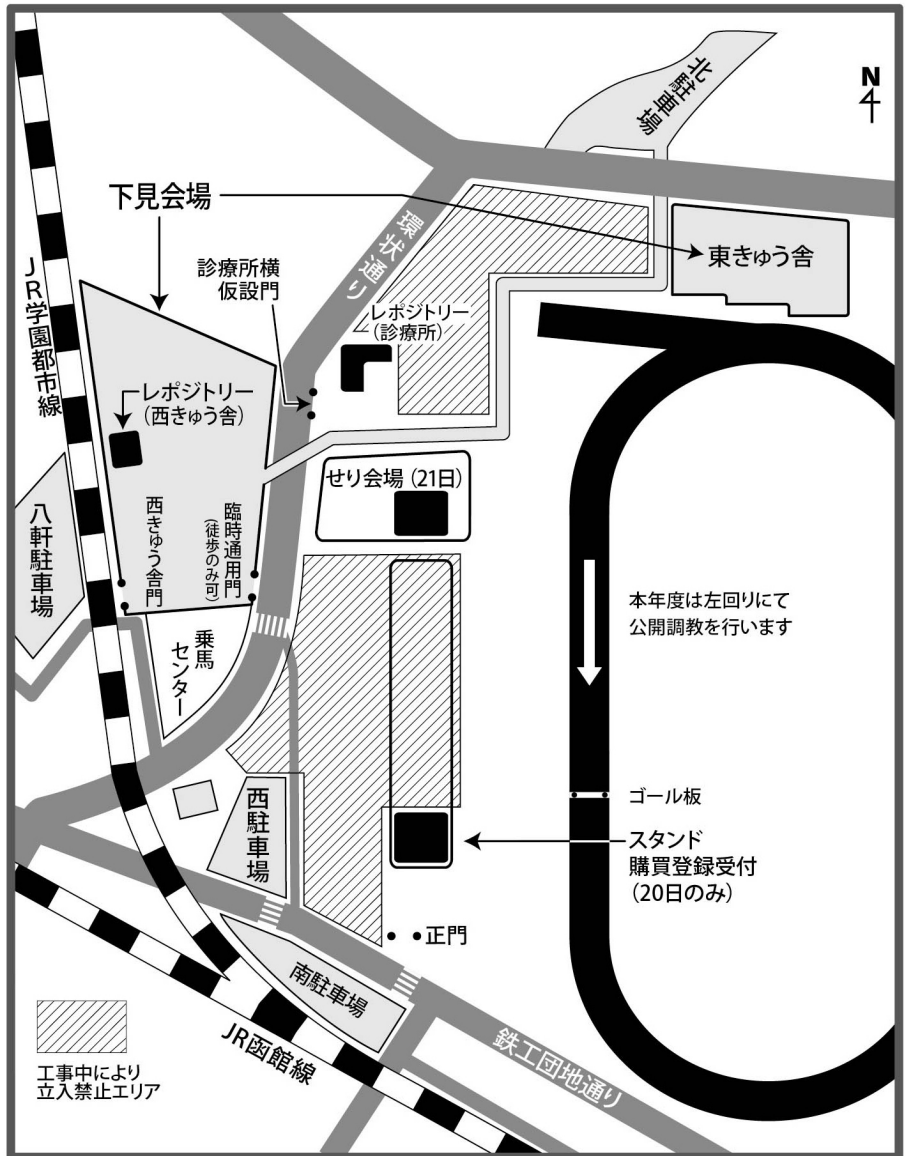 北駐車場
N
下見会場
環状通り
診療所横
仮設門
東きゅう舎
JR学園都市線
レポジトリー
(診療所)
レポジトリー
(西きゅう舎)
せり会場 (21日)
八軒駐車場
西きゅう舎門
臨時通用門
(徒歩のみ可)
本年度は左回りにて
公開調教を行います
乗馬
センター
ゴール板
西駐車場
スタンド
購買登録受付
(20日のみ)
正門
南駐車場
JR函館線
鉄工団地通り
工事中により
立入禁止エリア